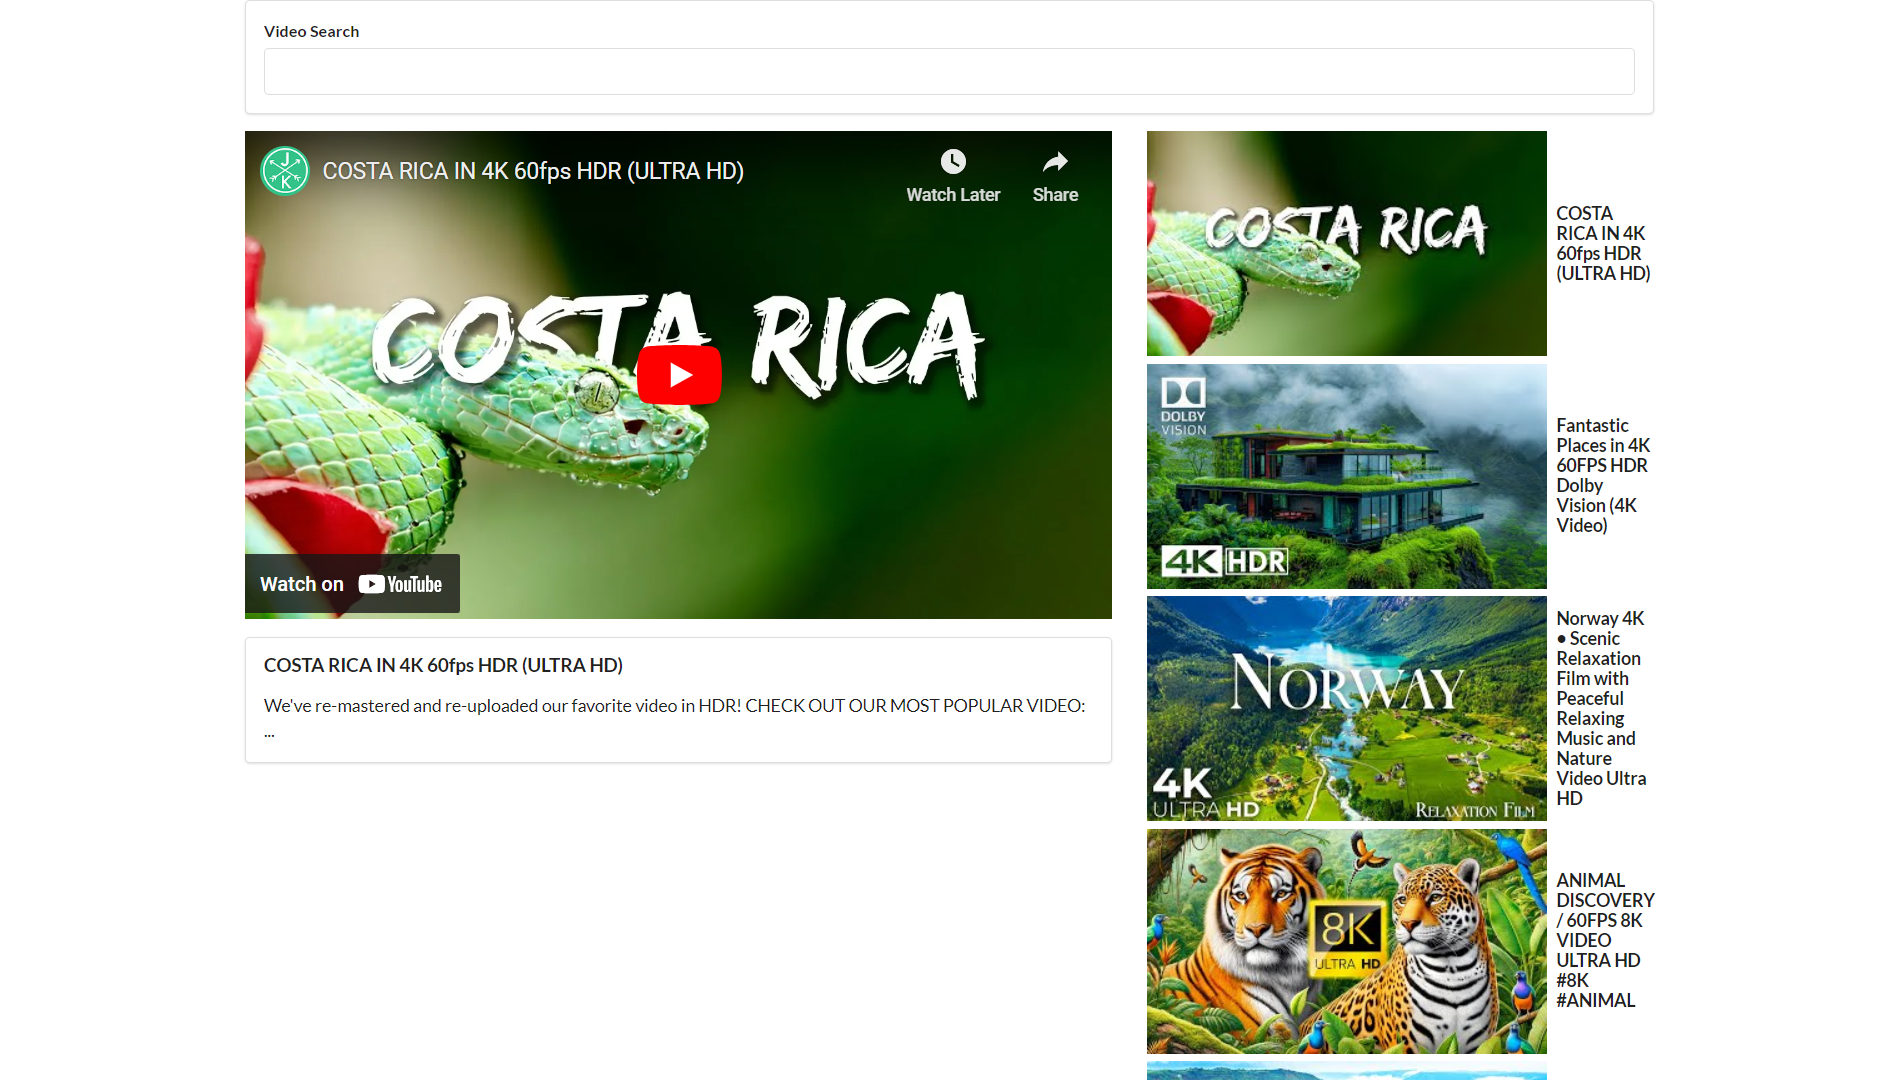 Video Search
J
K
COSTA RICA IN 4K 60fps HDR (ULTRA HD)
Watch Later
Share
COSTA RICA
Watch on YouTube
COSTA RICA IN 4K 60fps HDR (ULTRA HD)
We've re-mastered and re-uploaded our favorite video in HDR! CHECK OUT OUR MOST POPULAR VIDEO:
...
COSTA RICA
COSTA
RICA IN 4K
60fps HDR
(ULTRA HD)
DOLBY
VISION
4K HDR
Fantastic
Places in 4K
60FPS HDR
Dolby
Vision (4K
Video)
NORWAY
4K
ULTRA HD
RELAXATION FILM
Norway 4K
• Scenic
Relaxation
Film with
Peaceful
Relaxing
Music and
Nature
Video Ultra
HD
8K
ULTRA HD
ANIMAL
DISCOVERY
/ 60FPS 8K
VIDEO
ULTRA HD
#8K
#ANIMAL